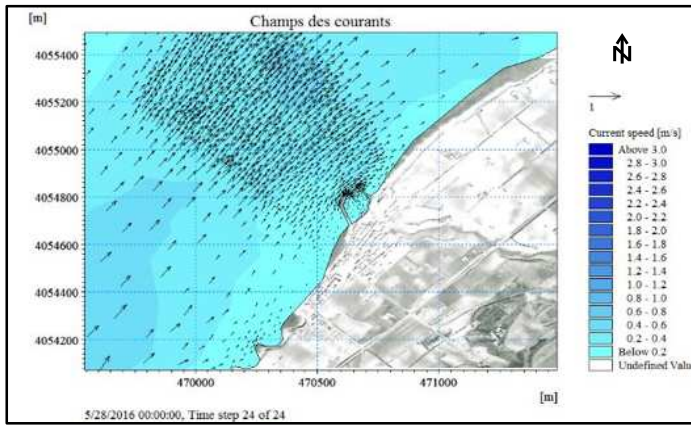 [m]
Champs des courants
4055400
4055200
4055000
4054800
4054600
4054400
4054200
470000
470500
471000
[m]
5/28/2016 00:00:00, Time step 24 of 24
N
1
Current speed [m/s]
Above 3.0
2.8 - 3.0
2.6 - 2.8
2.4 - 2.6
2.2 - 2.4
2.0 - 2.2
1.8 - 2.0
1.6 - 1.8
1.4 - 1.6
1.2 - 1.4
1.0 - 1.2
0.8 - 1.0
0.6 - 0.8
0.4 - 0.6
0.2 - 0.4
Below 0.2
Undefined Valu